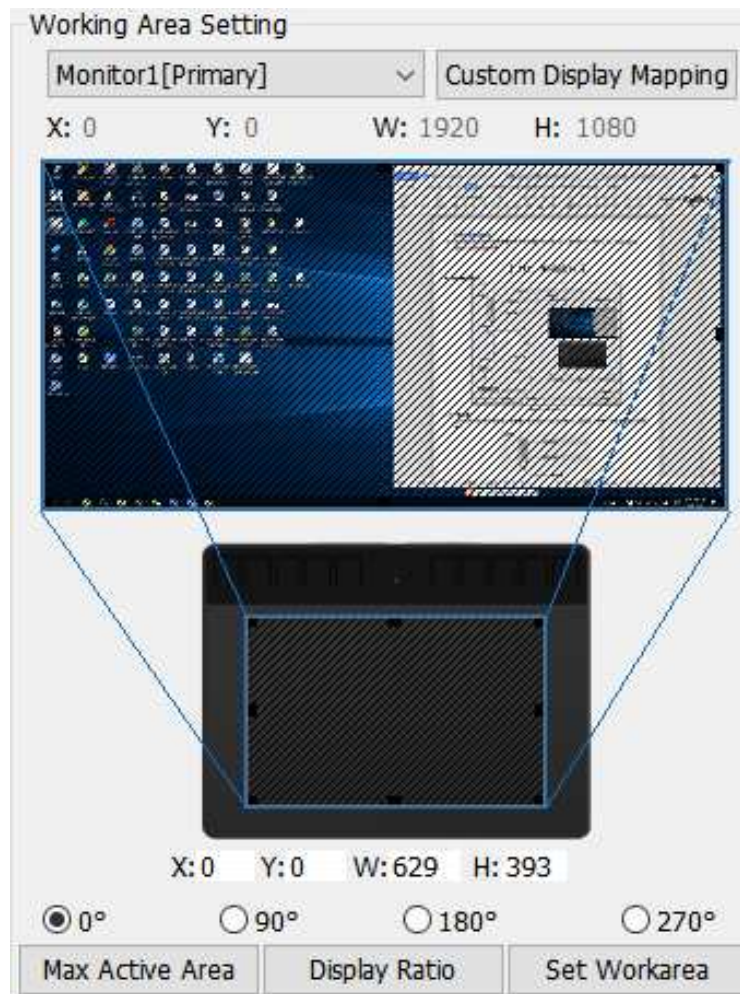 Working Area Setting
Monitor1[Primary] Custom Display Mapping
X: 0 Y: 0 W: 1920 H: 1080
X: 0 Y: 0 W: 629 H: 393
0° 90° 180° 270°
Max Active Area Display Ratio Set Workarea